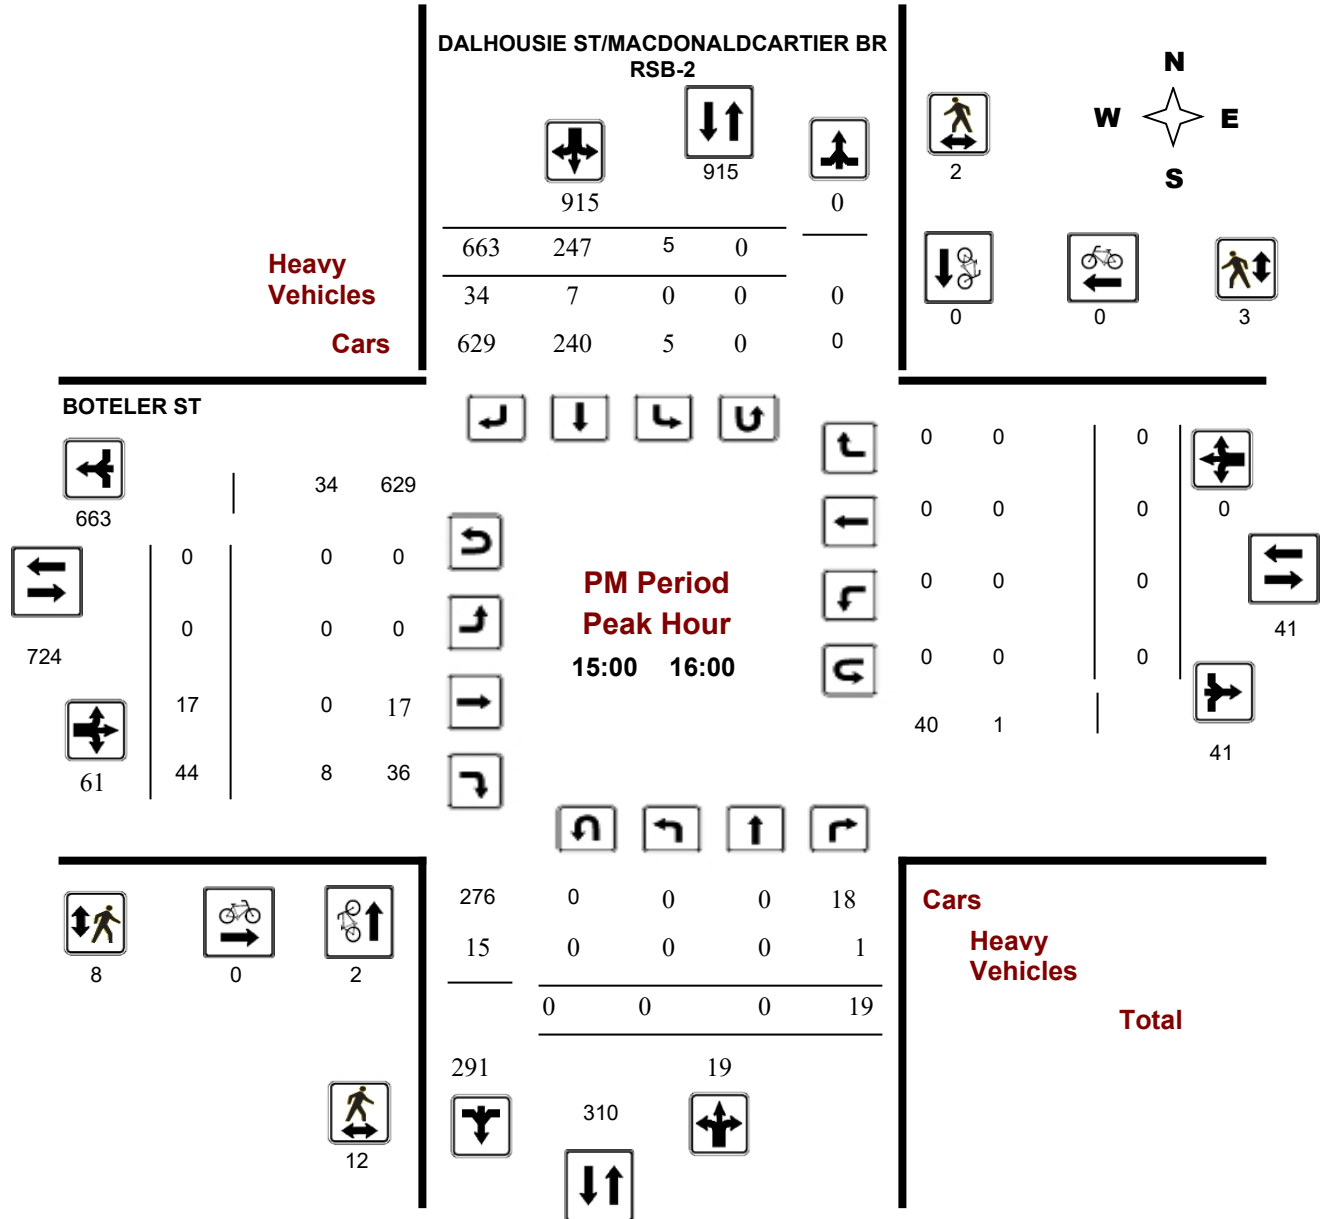 DALHOUSIE ST/MACDONALDCARTIER BR
RSB-2
N
W E
S
915
2
915 0
663 247 5 0
Heavy
Vehicles
34 7 0 0 0
0 0 3
Cars
629 240 5 0 0
BOTELER ST
0 0 0
34 629
663
0 0 0 0
0 0 0
PM Period
Peak Hour
15:00 16:00
0 0 0
41
0 0 0
724
0 0 0
17 0 17
40 1
41
61
44 8 36
276 0 0 0 18
Cars
15 0 0 0 1
Heavy
Vehicles
8 0 2
0 0 0 19
Total
291 19
310
12